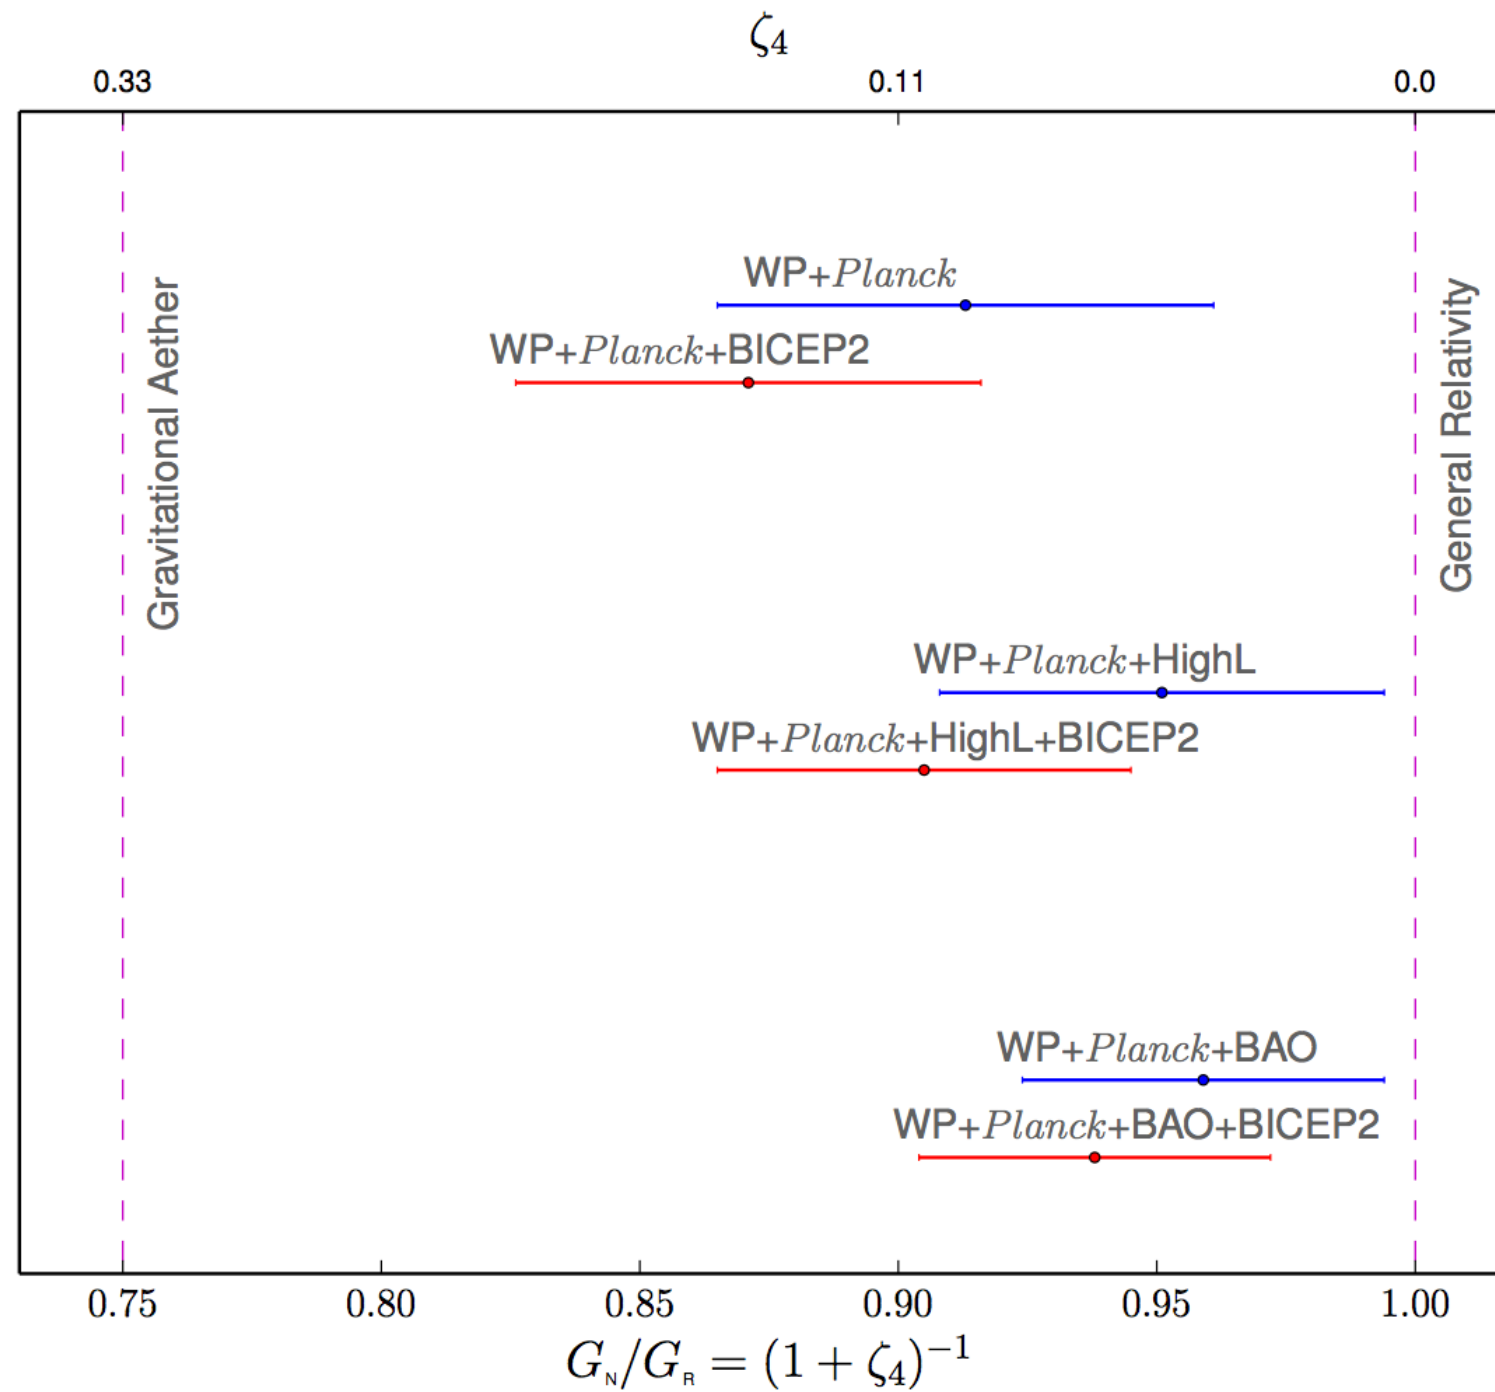 ζ₄
0.33 0.11 0.0
WP+Planck
WP+Planck+BICEP2
Gravitational Aether
General Relativity
WP+Planck+HighL
WP+Planck+HighL+BICEP2
WP+Planck+BAO
WP+Planck+BAO+BICEP2
0.75 0.80 0.85 0.90 0.95 1.00
G_N/G_R = (1 + ζ₄)⁻¹